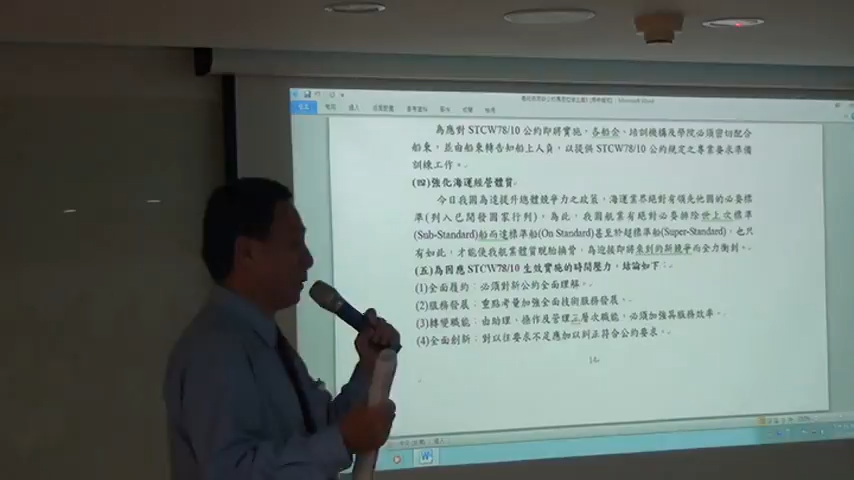 為應對 STCW78/10 公約即將實施，各船企、培訓機構及學院必須密切配合
船東，並由船東轉告知船上人員，以提供 STCW78/10 公約規定之專業要求準備
訓練工作。
(四)強化海運經營體質
今日我國為達提升總體競爭力之政策，海運業界絕對有領先他國的必要標
準(列入已開發國家行列)，為此，我國航業有絕對必要排除世上次標準
(Sub-Standard)船而達標準船(On Standard)甚至於超標準船(Super-Standard)，也只
有如此，才能使我航業體質脫胎換骨，為迎接即將來到的新競爭而全力衝刺。
(五)為因應 STCW78/10 生效實施的時間壓力，結論如下：
(1)全面履約：必須對新公約全面理解。
(2)服務發展：重點考量加強全面技術服務發展。
(3)轉變職能：由助理、操作及管理三層次職能，必須加強其服務效率。
(4)全面創新：對以往要求不足應加以糾正符合公約要求。